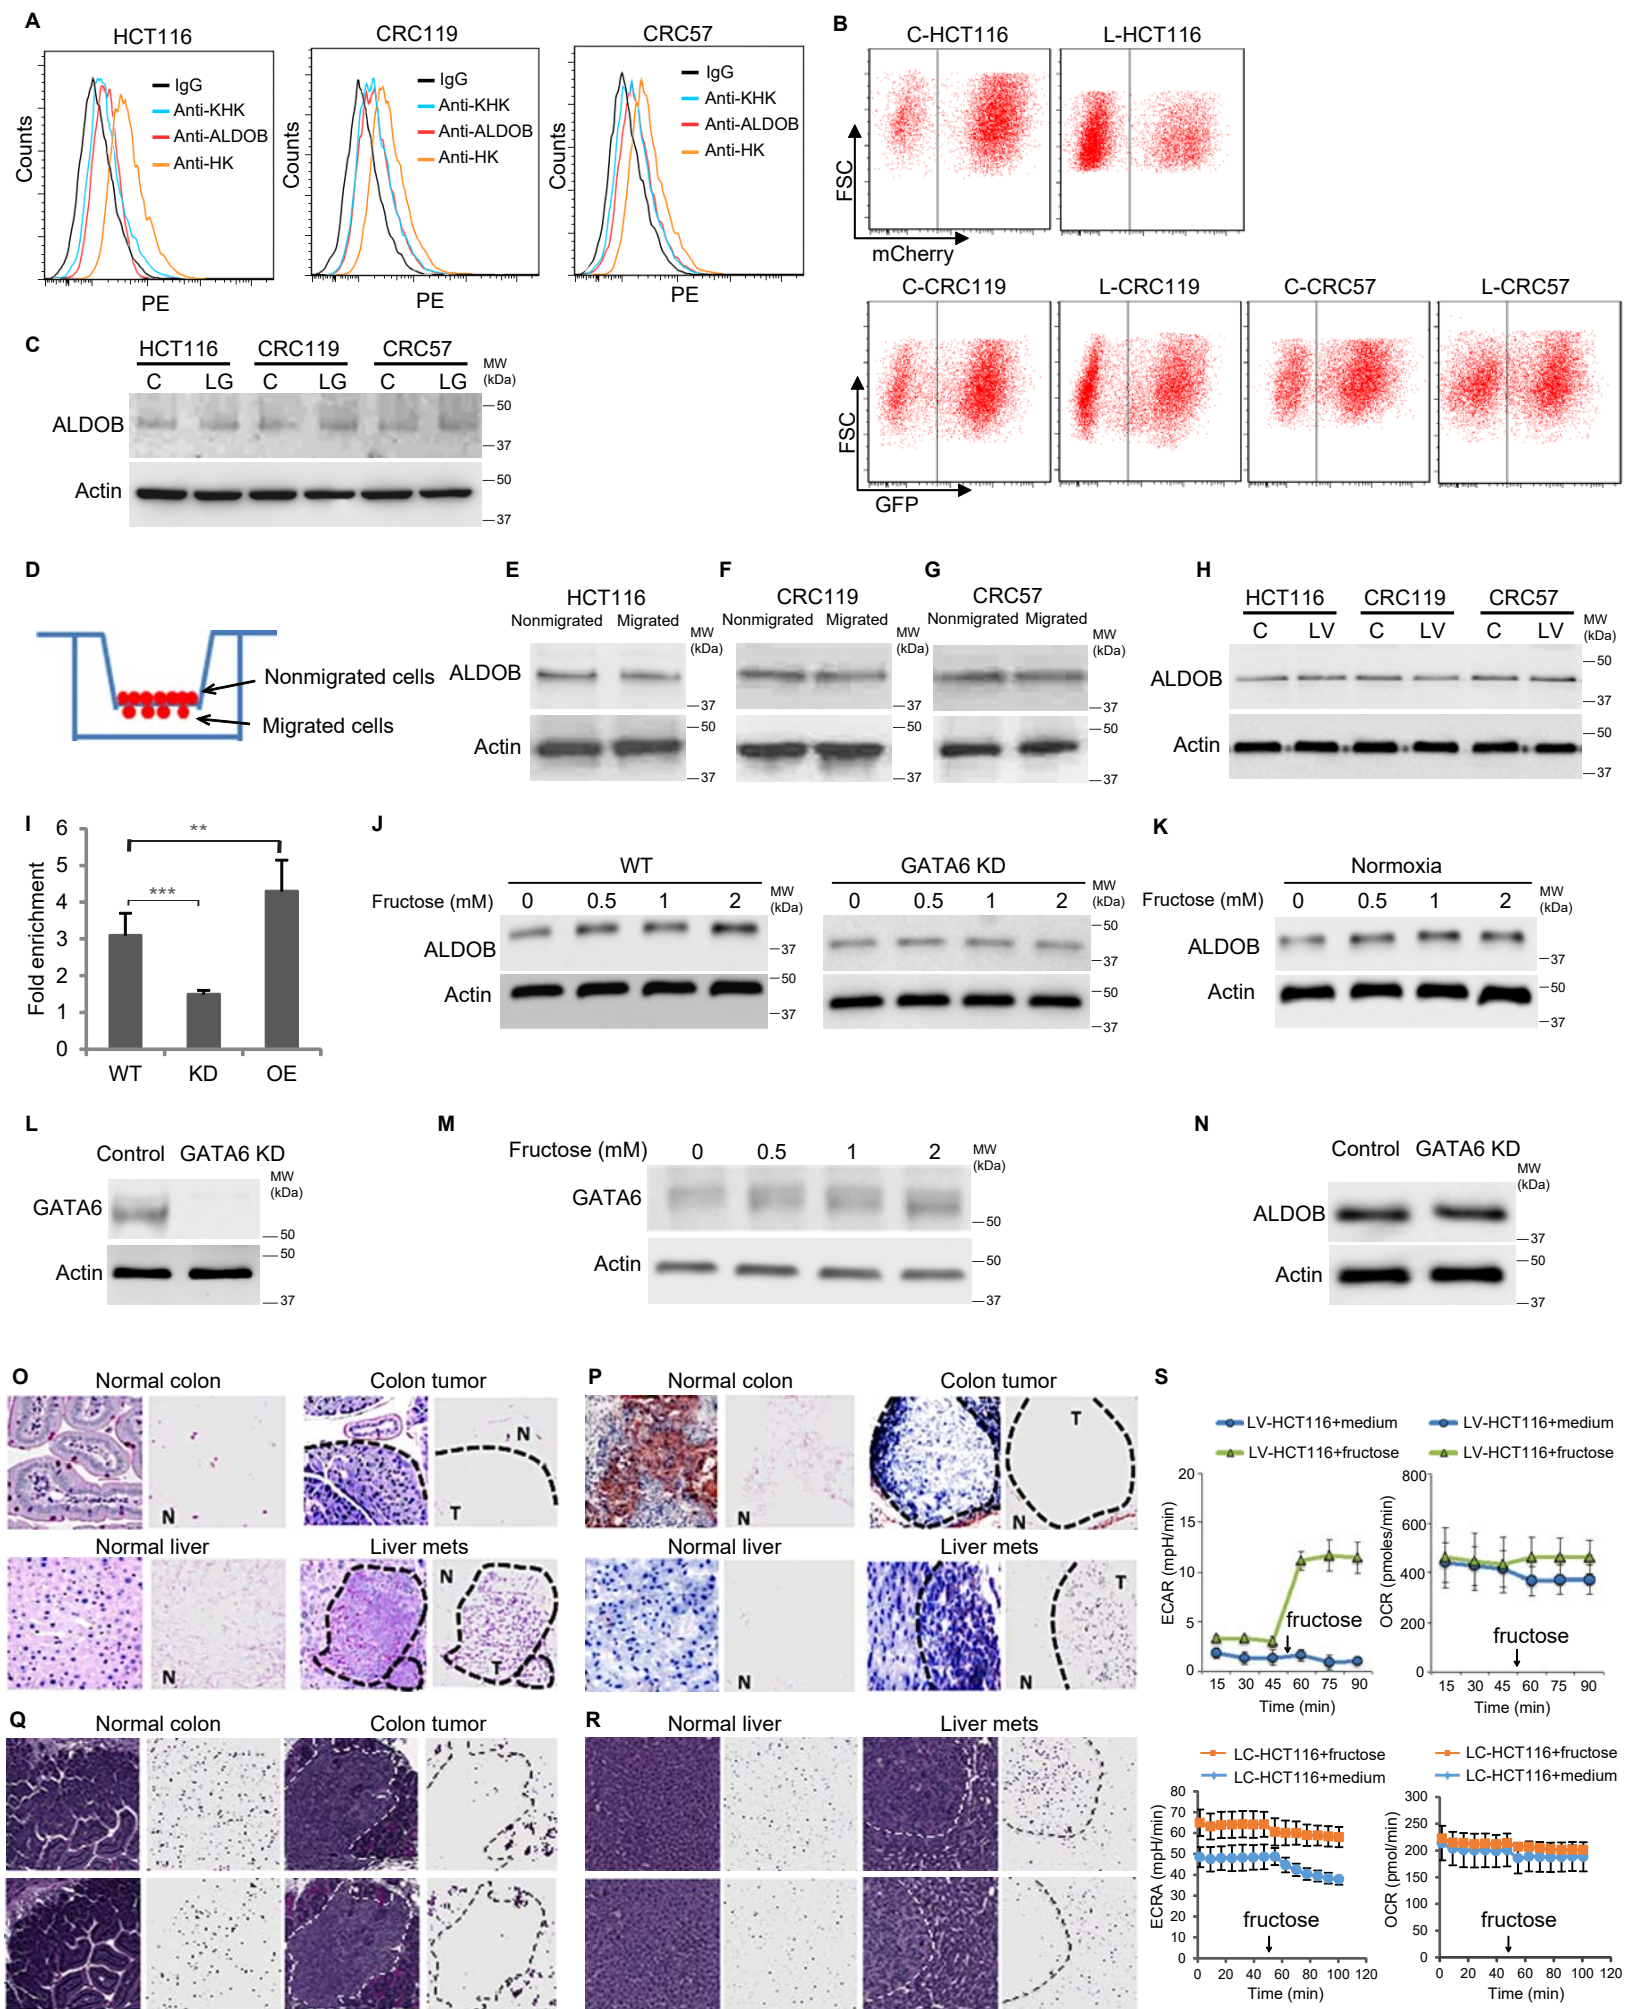 A
HCT116
CRC119
CRC57
Counts
IgG
Anti-KHK
Anti-ALDOB
Anti-HK
PE
Counts
IgG
Anti-KHK
Anti-ALDOB
Anti-HK
PE
Counts
IgG
Anti-KHK
Anti-ALDOB
Anti-HK
PE
B
C-HCT116
L-HCT116
FSC
mCherry
C-CRC119
L-CRC119
C-CRC57
L-CRC57
FSC
GFP
C
HCT116 CRC119 CRC57
C LG C LG C LG
MW
(kDa)
ALDOB
50
37
Actin
50
37
D
Nonmigrated cells
Migrated cells
E
HCT116
Nonmigrated Migrated
MW
(kDa)
ALDOB
37
Actin
50
37
F
CRC119
Nonmigrated Migrated
MW
(kDa)
37
50
37
G
CRC57
Nonmigrated Migrated
MW
(kDa)
37
50
37
H
HCT116 CRC119 CRC57
C LV C LV C LV
MW
(kDa)
ALDOB
50
37
Actin
50
37
I
Fold enrichment
6
5
4
3
2
1
0
**
***
WT KD OE
J
WT
GATA6 KD
Fructose (mM) 0 0.5 1 2
MW
(kDa)
0 0.5 1 2
MW
(kDa)
ALDOB
37
50
37
Actin
50
37
50
37
K
Normoxia
Fructose (mM) 0 0.5 1 2
MW
(kDa)
ALDOB
37
Actin
50
37
L
Control GATA6 KD
MW
(kDa)
GATA6
50
Actin
50
37
M
Fructose (mM) 0 0.5 1 2
MW
(kDa)
GATA6
50
Actin
50
37
N
Control GATA6 KD
MW
(kDa)
ALDOB
37
Actin
50
37
O
Normal colon
Colon tumor
N
N
T
Normal liver
Liver mets
N
N
T
P
Normal colon
Colon tumor
N
T
N
Normal liver
Liver mets
N
T
N
Q
Normal colon
Colon tumor
R
Normal liver
Liver mets
S
LV-HCT116+medium
LV-HCT116+fructose
ECAR (mpH/min)
20
15
10
5
0
fructose
15 30 45 60 75 90
Time (min)
LV-HCT116+medium
LV-HCT116+fructose
OCR (pmoles/min)
800
600
400
200
0
fructose
15 30 45 60 75 90
Time (min)
LC-HCT116+fructose
LC-HCT116+medium
ECRA (mpH/min)
80
70
60
50
40
30
20
10
0
fructose
0 20 40 60 80 100 120
Time (min)
LC-HCT116+fructose
LC-HCT116+medium
OCR (pmol/min)
300
250
200
150
100
50
0
fructose
0 20 40 60 80 100 120
Time (min)